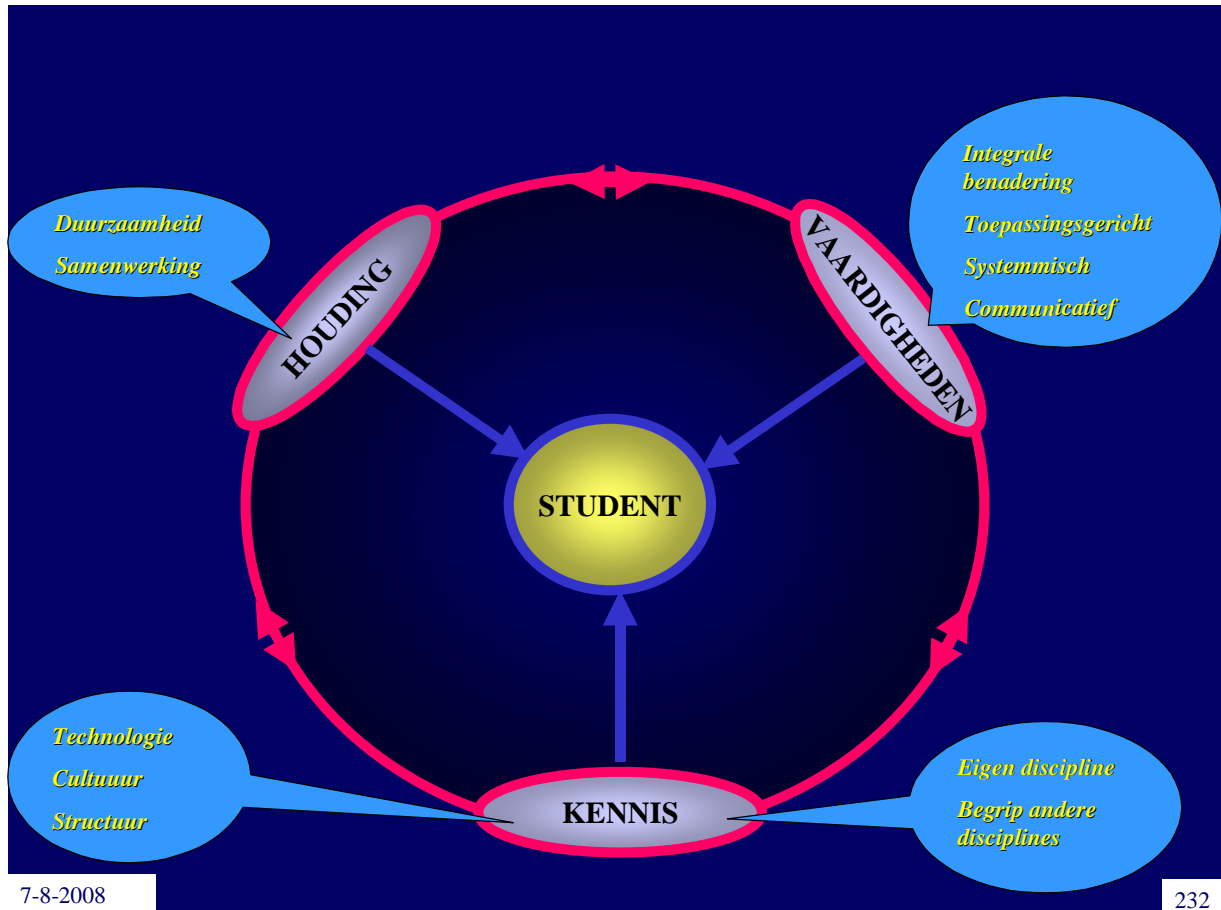 Integrale
benadering
Toepassingsgericht
Systemmisch
Communicatief
Duurzaamheid
Samenwerking
HOUDING
VAARDIGHEDEN
STUDENT
Technologie
Cultuuur
Structuur
KENNIS
Eigen discipline
Begrip andere
disciplines
7-8-2008
232